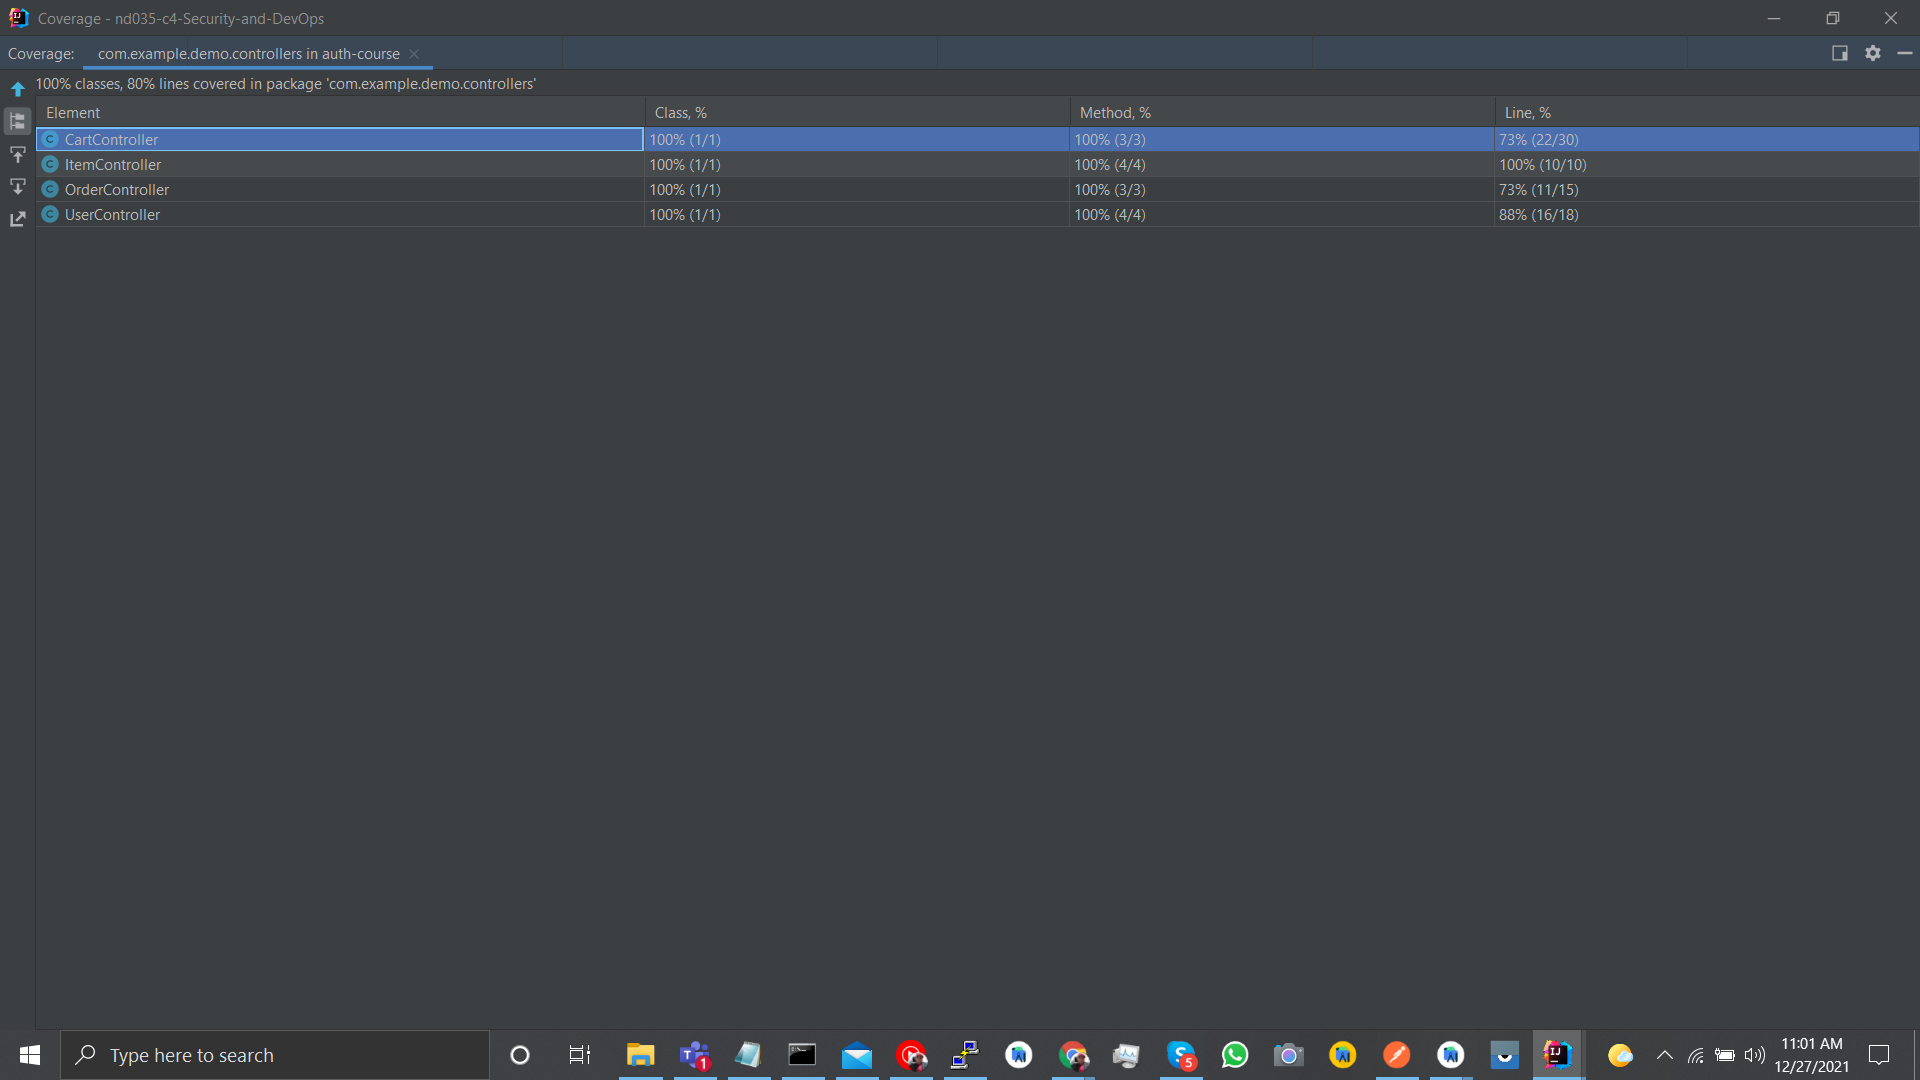 Coverage - nd035-c4-Security-and-DevOps
Coverage: com.example.demo.controllers in auth-course
100% classes, 80% lines covered in package 'com.example.demo.controllers'
Element Class, % Method, % Line, %
C CartController 100% (1/1) 100% (3/3) 73% (22/30)
C ItemController 100% (1/1) 100% (4/4) 100% (10/10)
C OrderController 100% (1/1) 100% (3/3) 73% (11/15)
C UserController 100% (1/1) 100% (4/4) 88% (16/18)
Type here to search 1 5 IJ 11:01 AM
12/27/2021